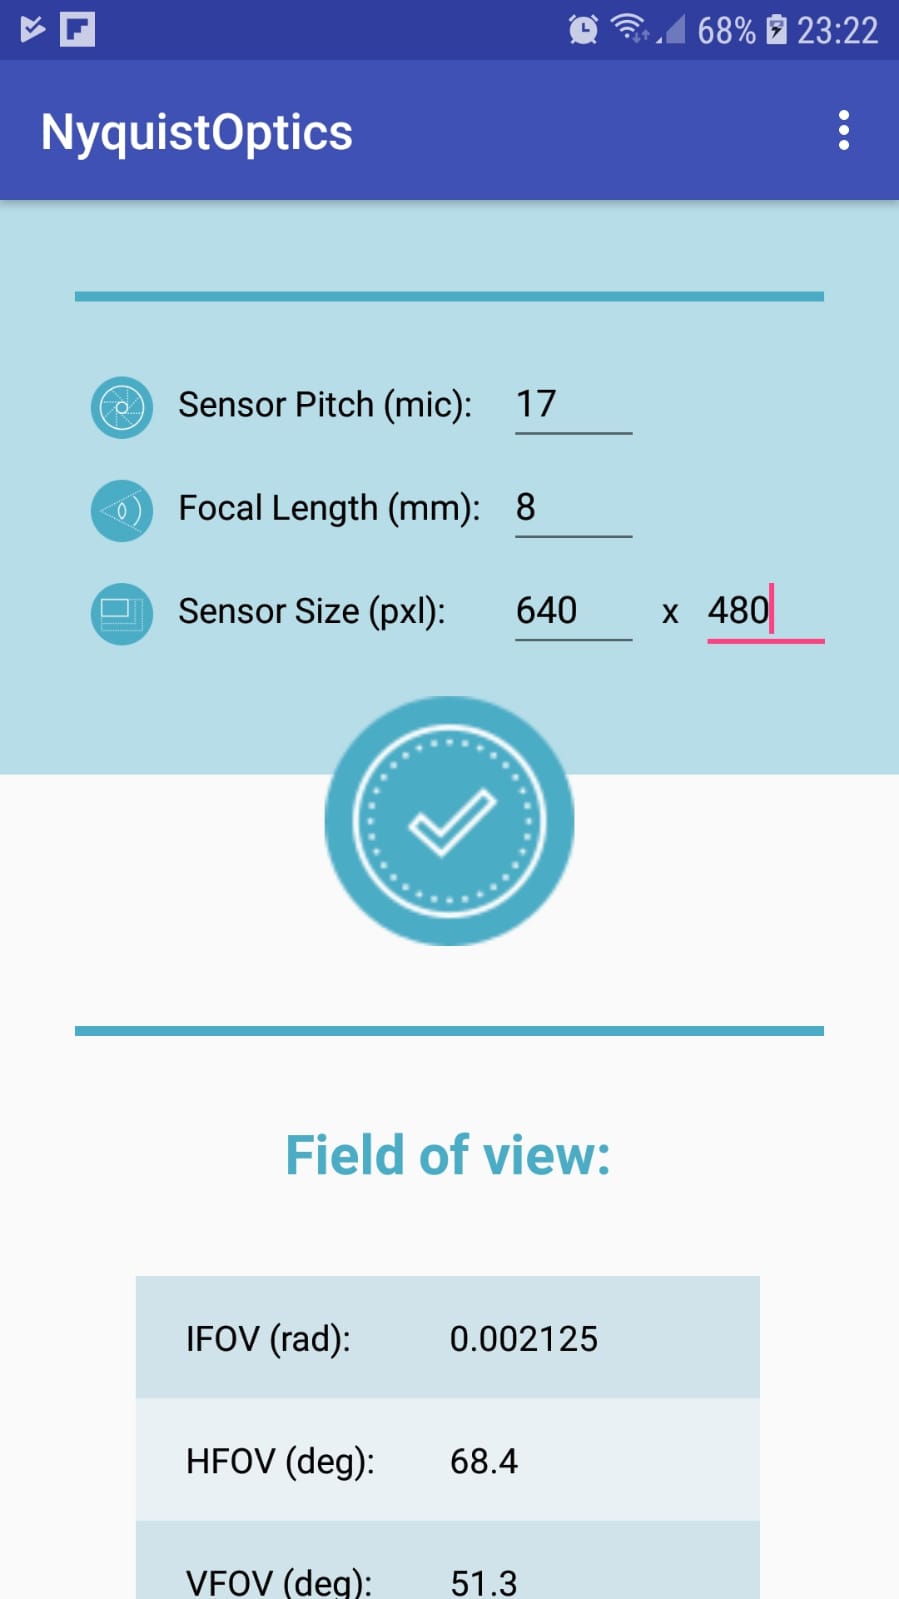 68% 23:22
NyquistOptics
Sensor Pitch (mic): 17
Focal Length (mm): 8
Sensor Size (pxl): 640 x 480
Field of view:
IFOV (rad): 0.002125
HFOV (deg): 68.4
VFOV (deg): 51.3